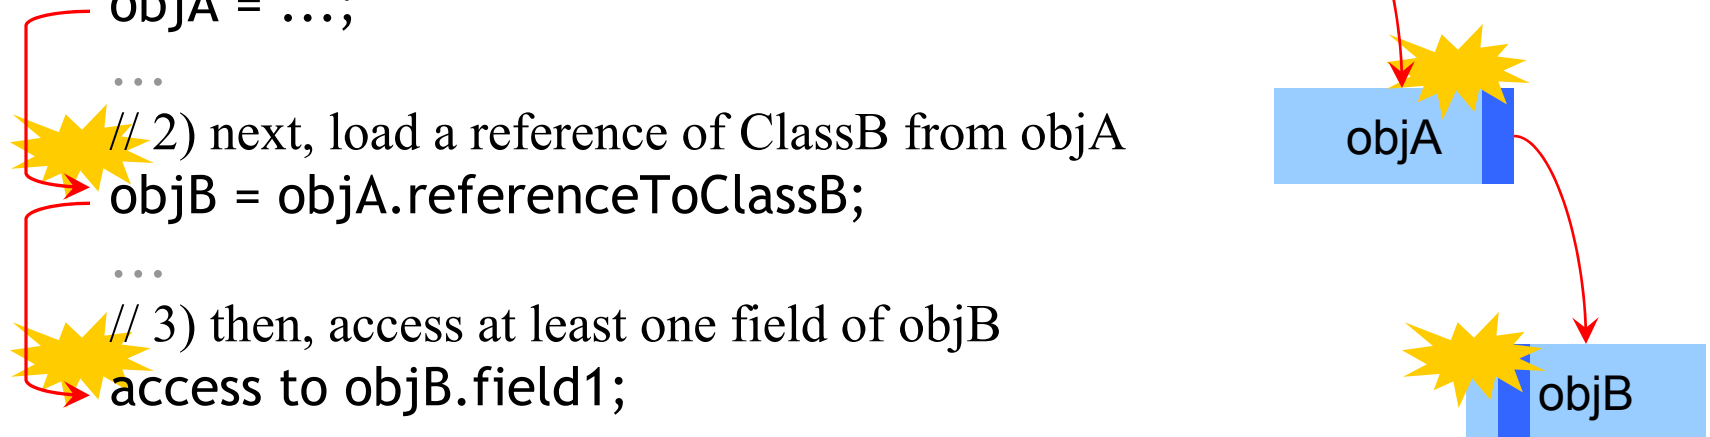 objA = ...;
...
// 2) next, load a reference of ClassB from objA
objB = objA.referenceToClassB;
objA
...
// 3) then, access at least one field of objB
access to objB.field1;
objB